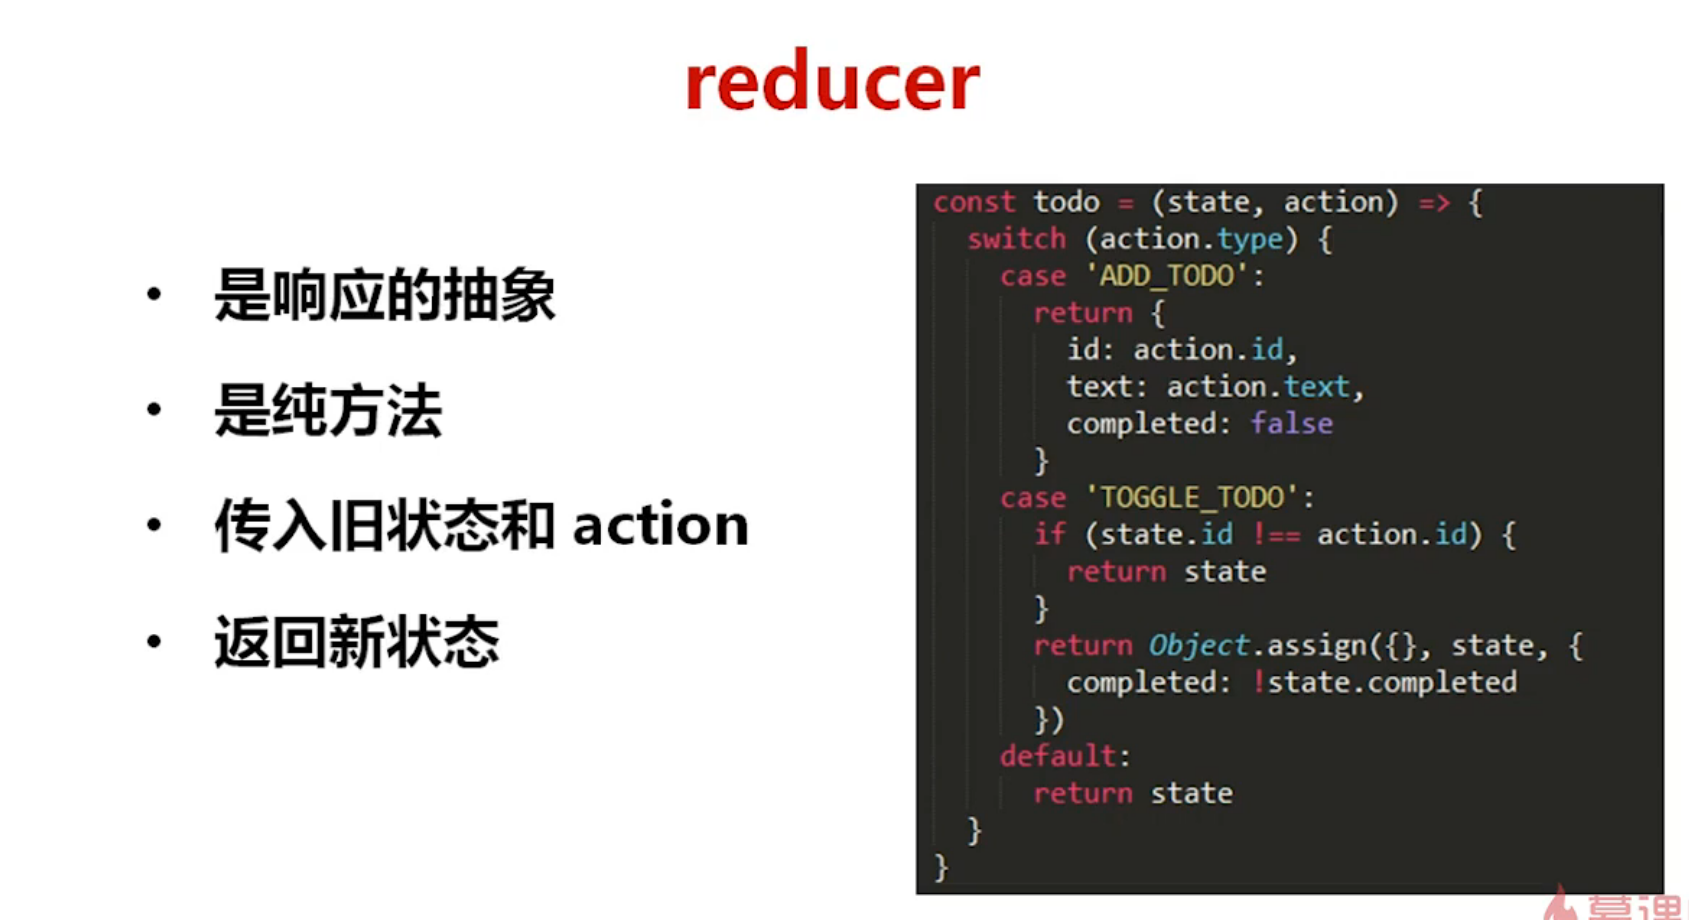 reducer
• 是响应的抽象
• 是纯方法
• 传入旧状态和 action
• 返回新状态
const todo = (state, action) => {
  switch (action.type) {
    case 'ADD_TODO':
      return {
        id: action.id,
        text: action.text,
        completed: false
      }
    case 'TOGGLE_TODO':
      if (state.id !== action.id) {
        return state
      }
      return Object.assign({}, state, {
        completed: !state.completed
      })
    default:
      return state
  }
}
慕课